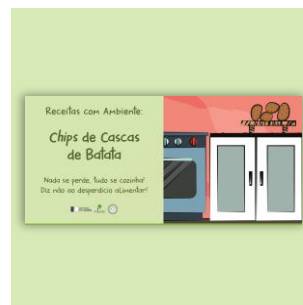 Receitas com Ambiente:
Chips de Cascas
de Batata
Nada se perde, tudo se cozinha!
Diz não ao desperdício alimentar!